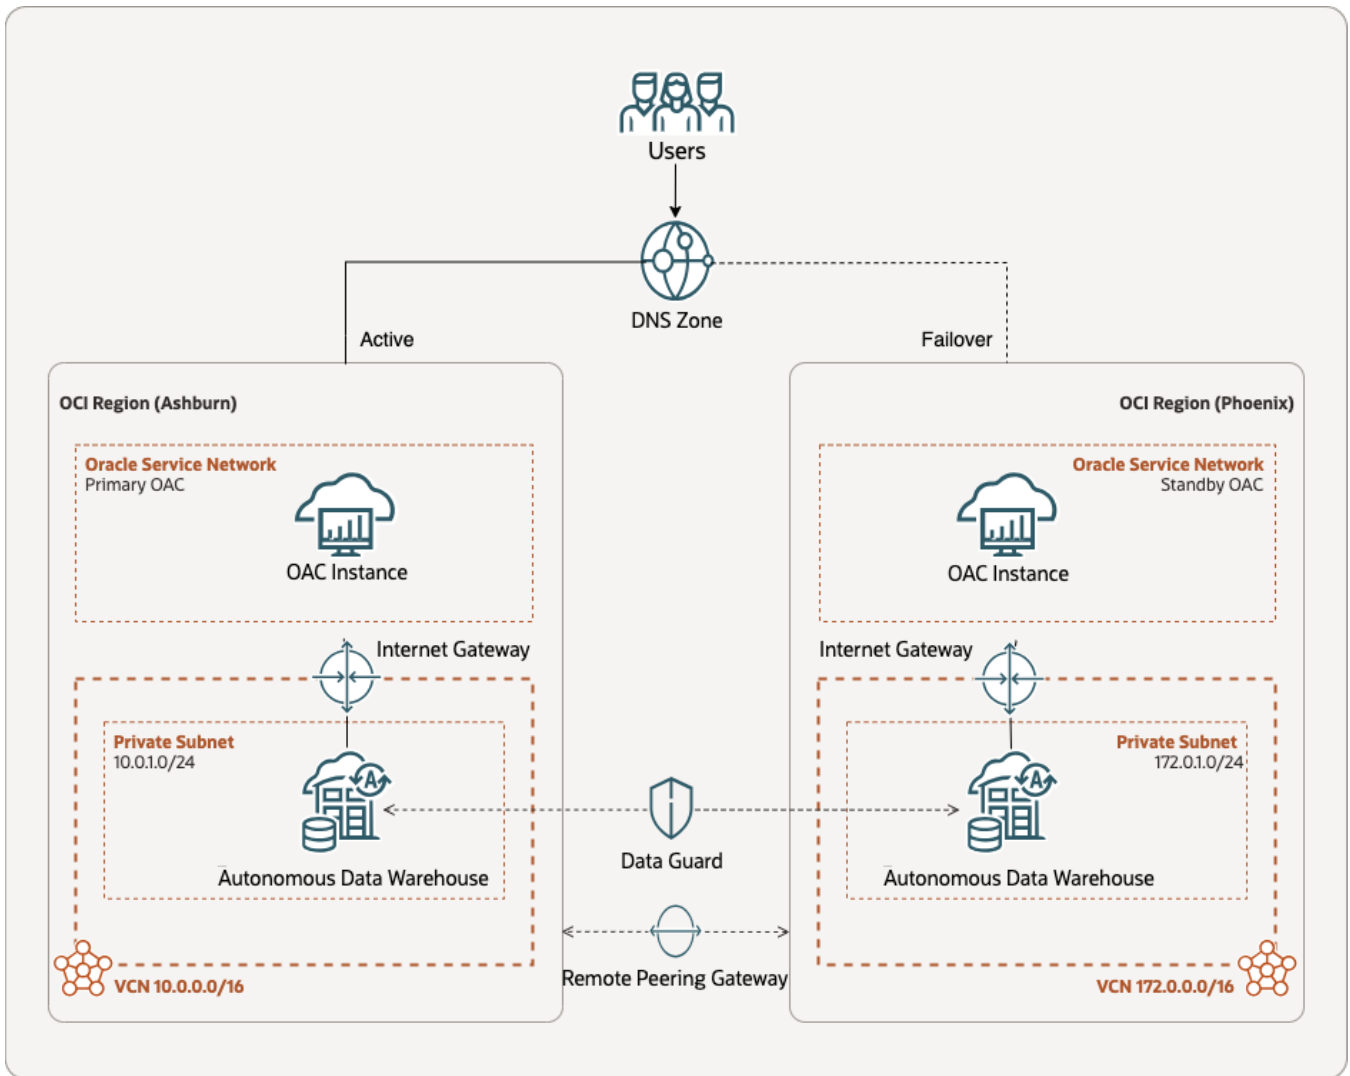 Users
DNS Zone
Active
Failover
OCI Region (Ashburn)
Oracle Service Network
Primary OAC
OAC Instance
Internet Gateway
Private Subnet
10.0.1.0/24
Autonomous Data Warehouse
VCN 10.0.0.0/16
Data Guard
Remote Peering Gateway
OCI Region (Phoenix)
Oracle Service Network
Standby OAC
OAC Instance
Internet Gateway
Private Subnet
172.0.1.0/24
A
Autonomous Data Warehouse
VCN 172.0.0.0/16
A